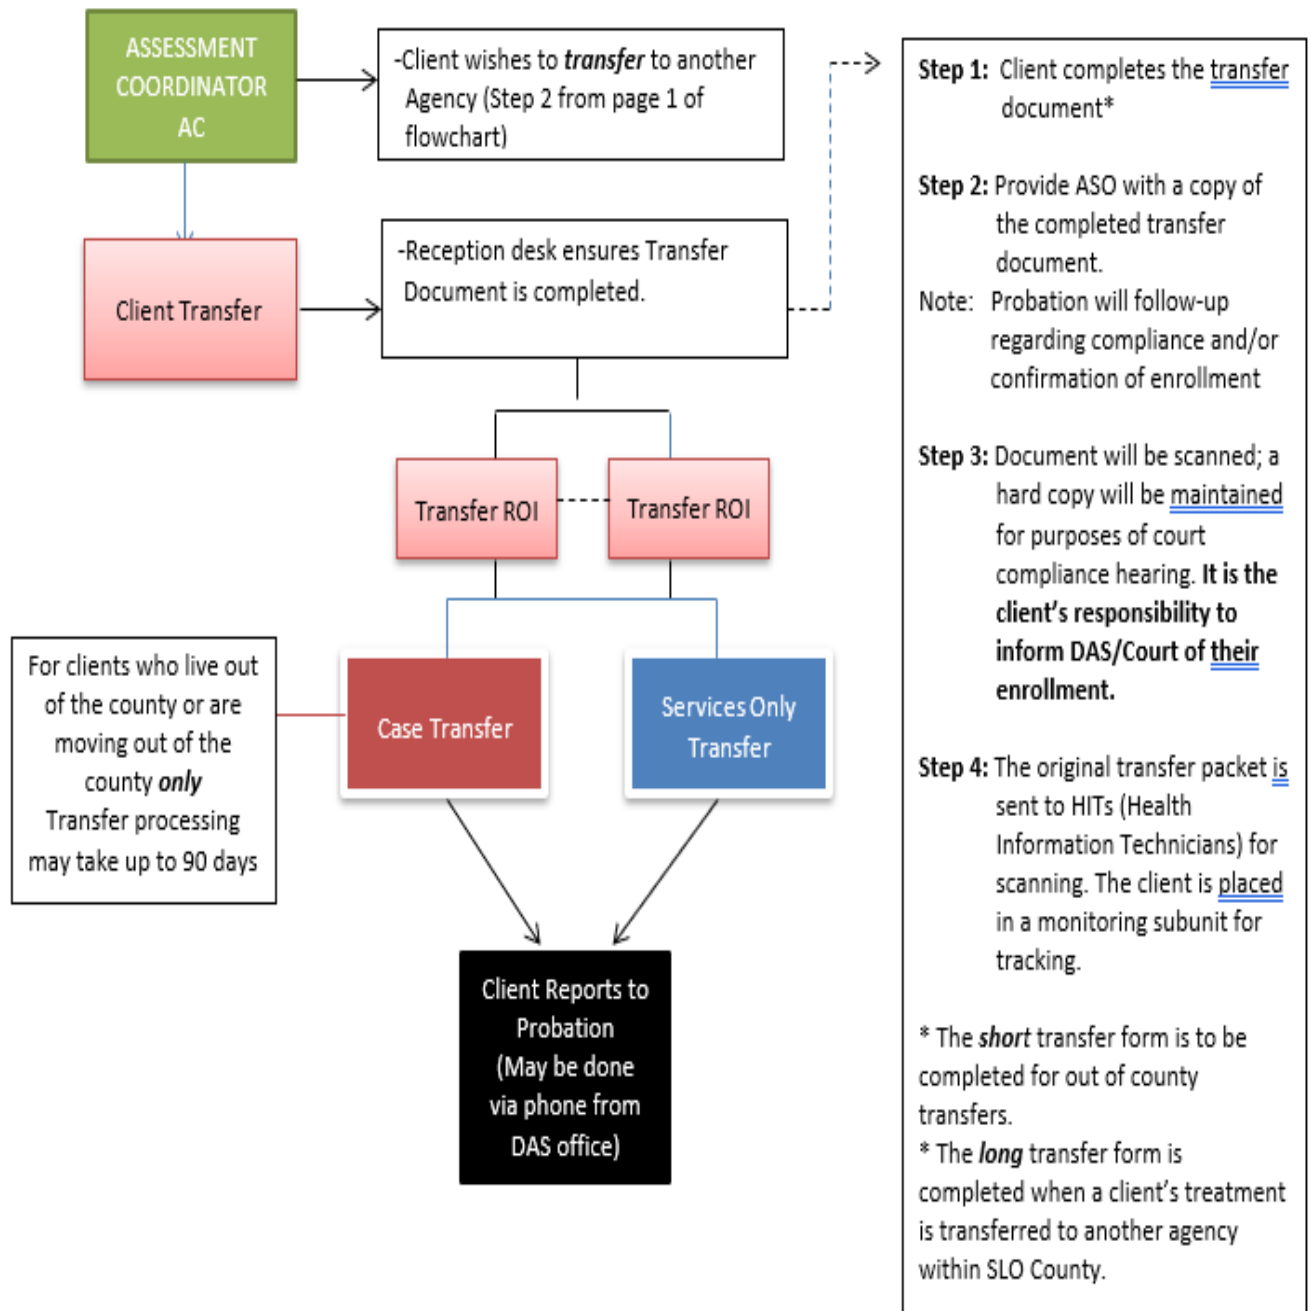 ASSESSMENT
COORDINATOR
AC
-Client wishes to transfer to another
Agency (Step 2 from page 1 of
flowchart)
Client Transfer
-Reception desk ensures Transfer
Document is completed.
Transfer ROI
Transfer ROI
For clients who live out
of the county or are
moving out of the
county only
Transfer processing
may take up to 90 days
Case Transfer
Services Only
Transfer
Client Reports to
Probation
(May be done
via phone from
DAS office)
Step 1: Client completes the transfer
document*
Step 2: Provide ASO with a copy of
the completed transfer
document.
Note: Probation will follow-up
regarding compliance and/or
confirmation of enrollment
Step 3: Document will be scanned; a
hard copy will be maintained
for purposes of court
compliance hearing. It is the
client’s responsibility to
inform DAS/Court of their
enrollment.
Step 4: The original transfer packet is
sent to HITs (Health
Information Technicians) for
scanning. The client is placed
in a monitoring subunit for
tracking.
* The short transfer form is to be
completed for out of county
transfers.
* The long transfer form is
completed when a client’s treatment
is transferred to another agency
within SLO County.